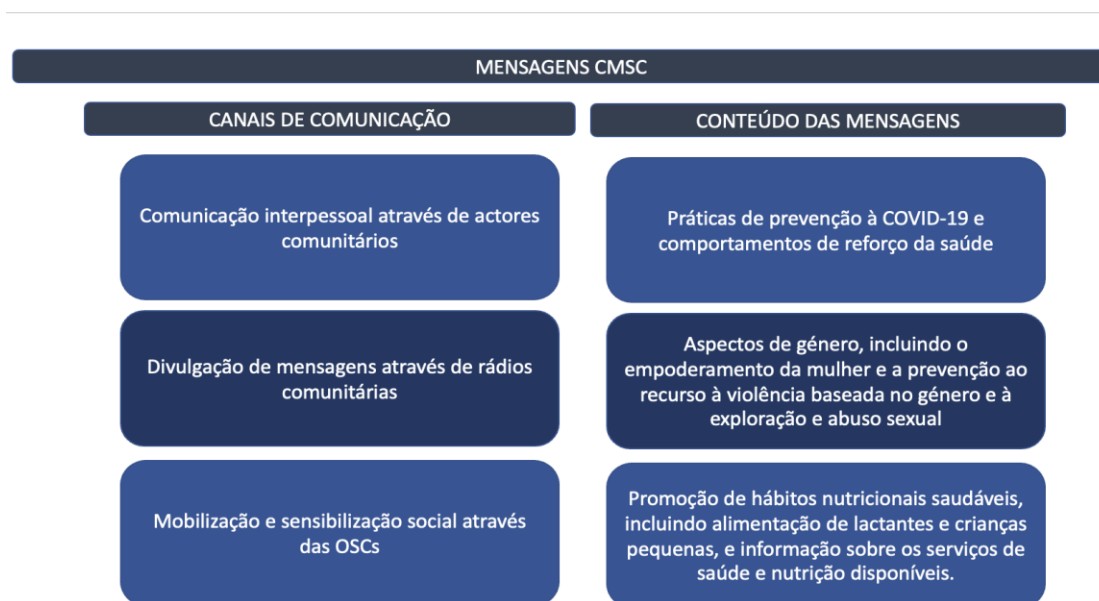 MENSAGENS CMSC
CANAIS DE COMUNICAÇÃO
Comunicação interpessoal através de actores
comunitários
Divulgação de mensagens através de rádios
comunitárias
Mobilização e sensibilização social através
das OSCs
CONTEÚDO DAS MENSAGENS
Práticas de prevenção à COVID-19 e
comportamentos de reforço da saúde
Aspectos de género, incluindo o
empoderamento da mulher e a prevenção ao
recurso à violência baseada no género e à
exploração e abuso sexual
Promoção de hábitos nutricionais saudáveis,
incluindo alimentação de lactantes e crianças
pequenas, e informação sobre os serviços de
saúde e nutrição disponíveis.